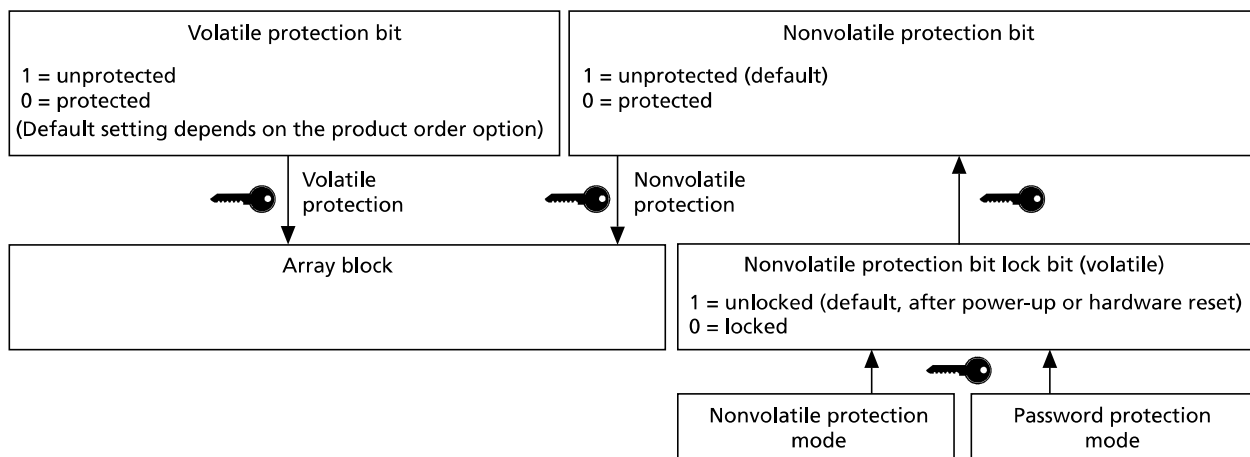 Volatile protection bit
1 = unprotected
0 = protected
(Default setting depends on the product order option)
Nonvolatile protection bit
1 = unprotected (default)
0 = protected
Volatile
protection
Nonvolatile
protection
Array block
Nonvolatile protection bit lock bit (volatile)
1 = unlocked (default, after power-up or hardware reset)
0 = locked
Nonvolatile protection
mode
Password protection
mode